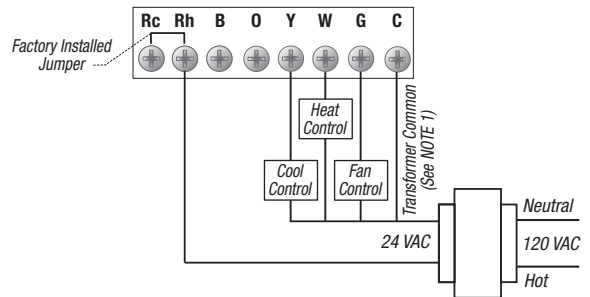 Rc Rh B O Y W G C
Factory Installed
Jumper
Heat
Control
Cool
Control
Fan
Control
Transformer Common
(See NOTE 1)
24 VAC
Neutral
120 VAC
Hot